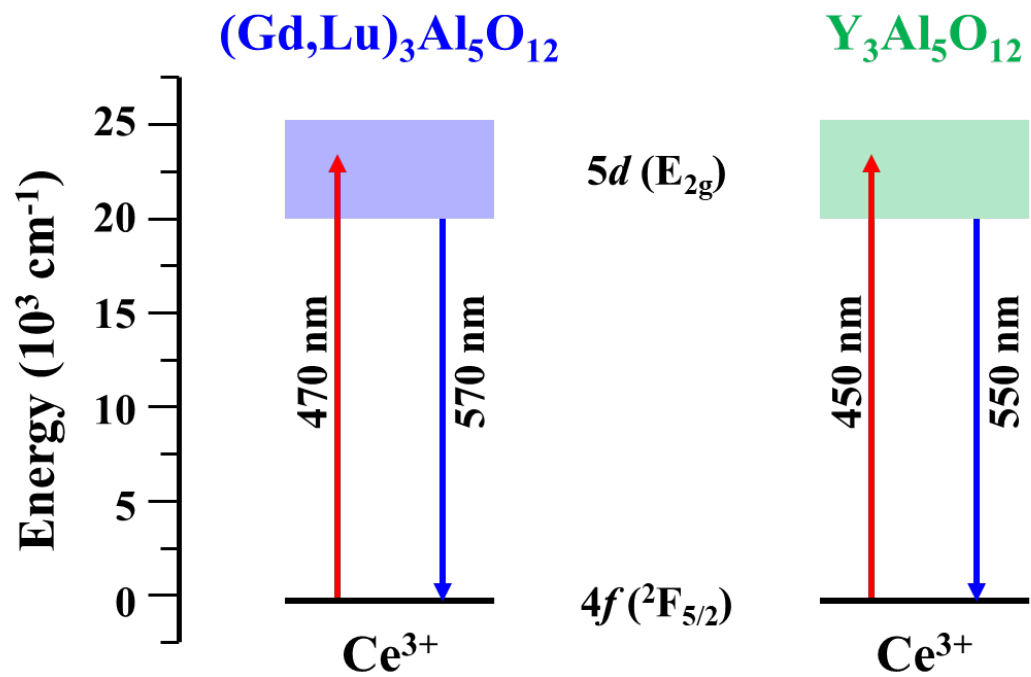 (Gd,Lu)₃Al₅O₁₂
Y₃Al₅O₁₂
Energy (10³ cm⁻¹)
25
20
15
10
5
0
5d (E₂g)
4f (²F₅/₂)
470 nm
570 nm
450 nm
550 nm
Ce³⁺
Ce³⁺